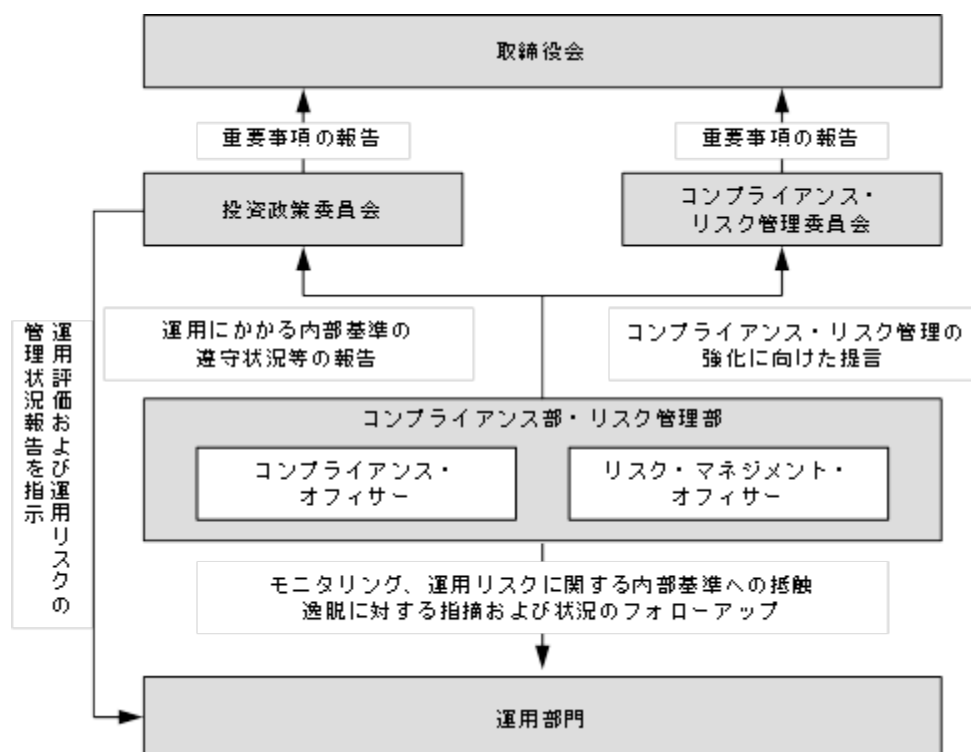 取締役会
重要事項の報告
重要事項の報告
投資政策委員会
コンプライアンス・
リスク管理委員会
運用にかかる内部基準の
遵守状況等の報告
コンプライアンス・リスク管理の
強化に向けた提言
運用評価および運用リスクの
管理状況報告を指示
コンプライアンス部・リスク管理部
コンプライアンス・
オフィサー
リスク・マネジメント・
オフィサー
モニタリング、運用リスクに関する内部基準への抵触
逸脱に対する指摘および状況のフォローアップ
運用部門